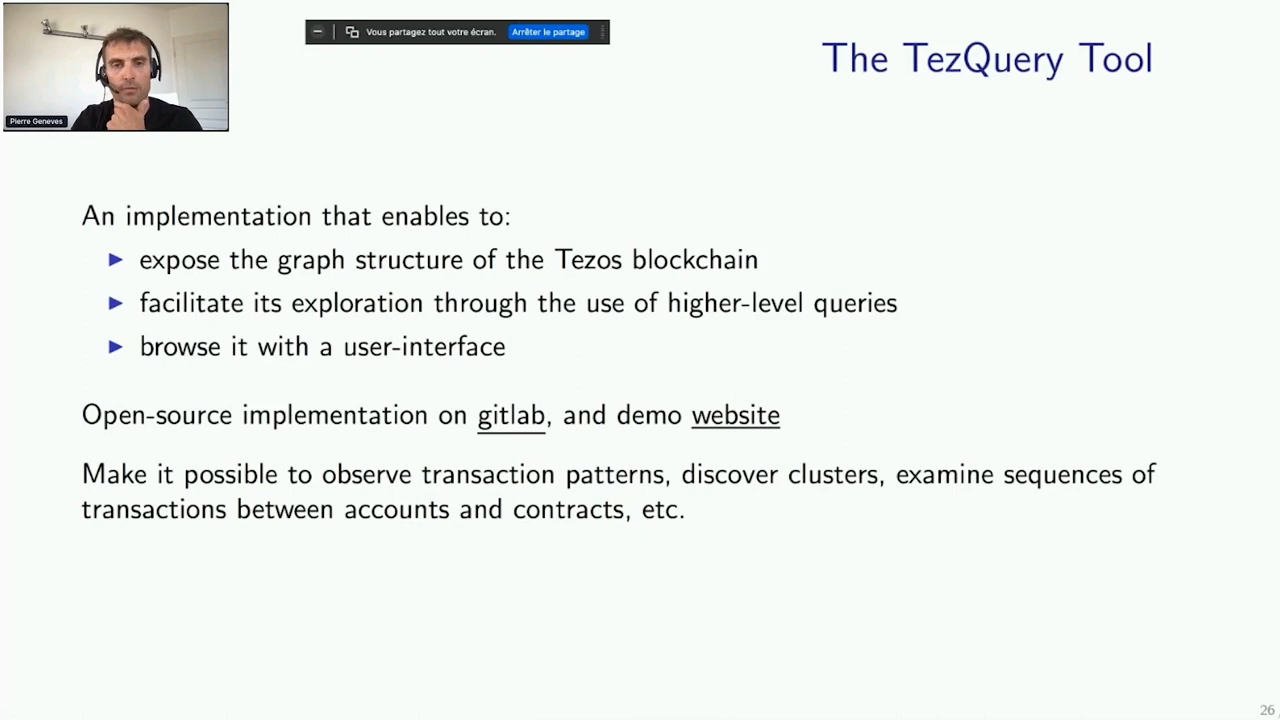 Vous partagez tout votre écran.
Arrêter le partage
The TezQuery Tool
Pierre Geneves
An implementation that enables to:
expose the graph structure of the Tezos blockchain
facilitate its exploration through the use of higher-level queries
browse it with a user-interface
Open-source implementation on gitlab, and demo website
Make it possible to observe transaction patterns, discover clusters, examine sequences of
transactions between accounts and contracts, etc.
26